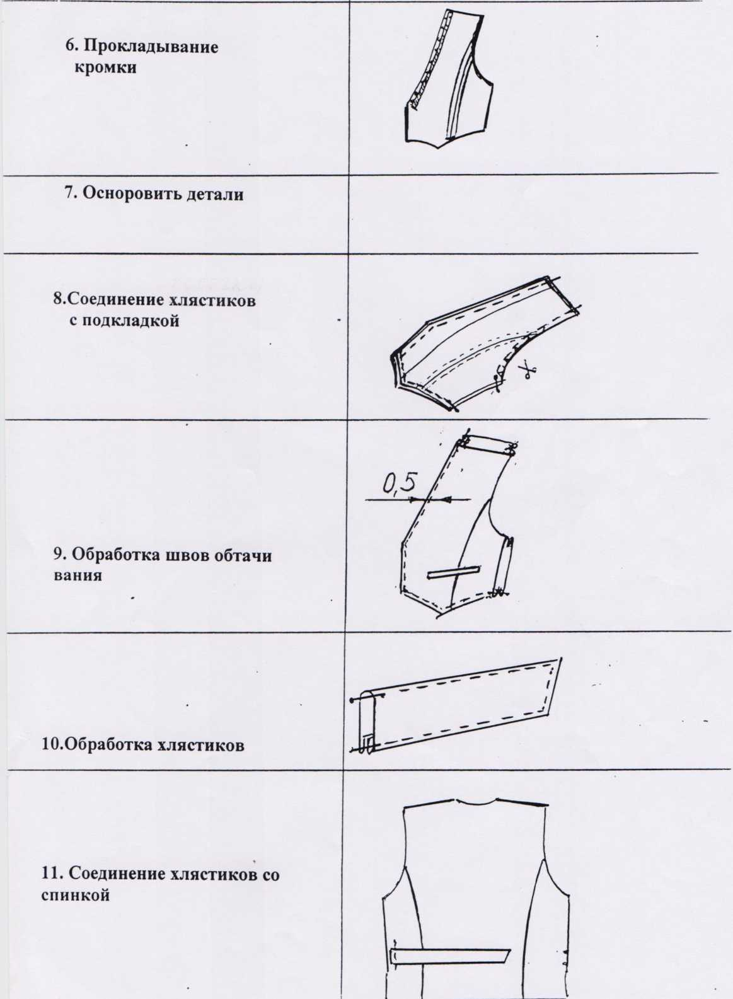 6. Прокладывание
кромки
7. Осноровить детали
8.Соединение хлястиков
с подкладкой
0,5
9. Обработка швов обтачи
вания
10.Обработка хлястиков
11. Соединение хлястиков со
спинкой